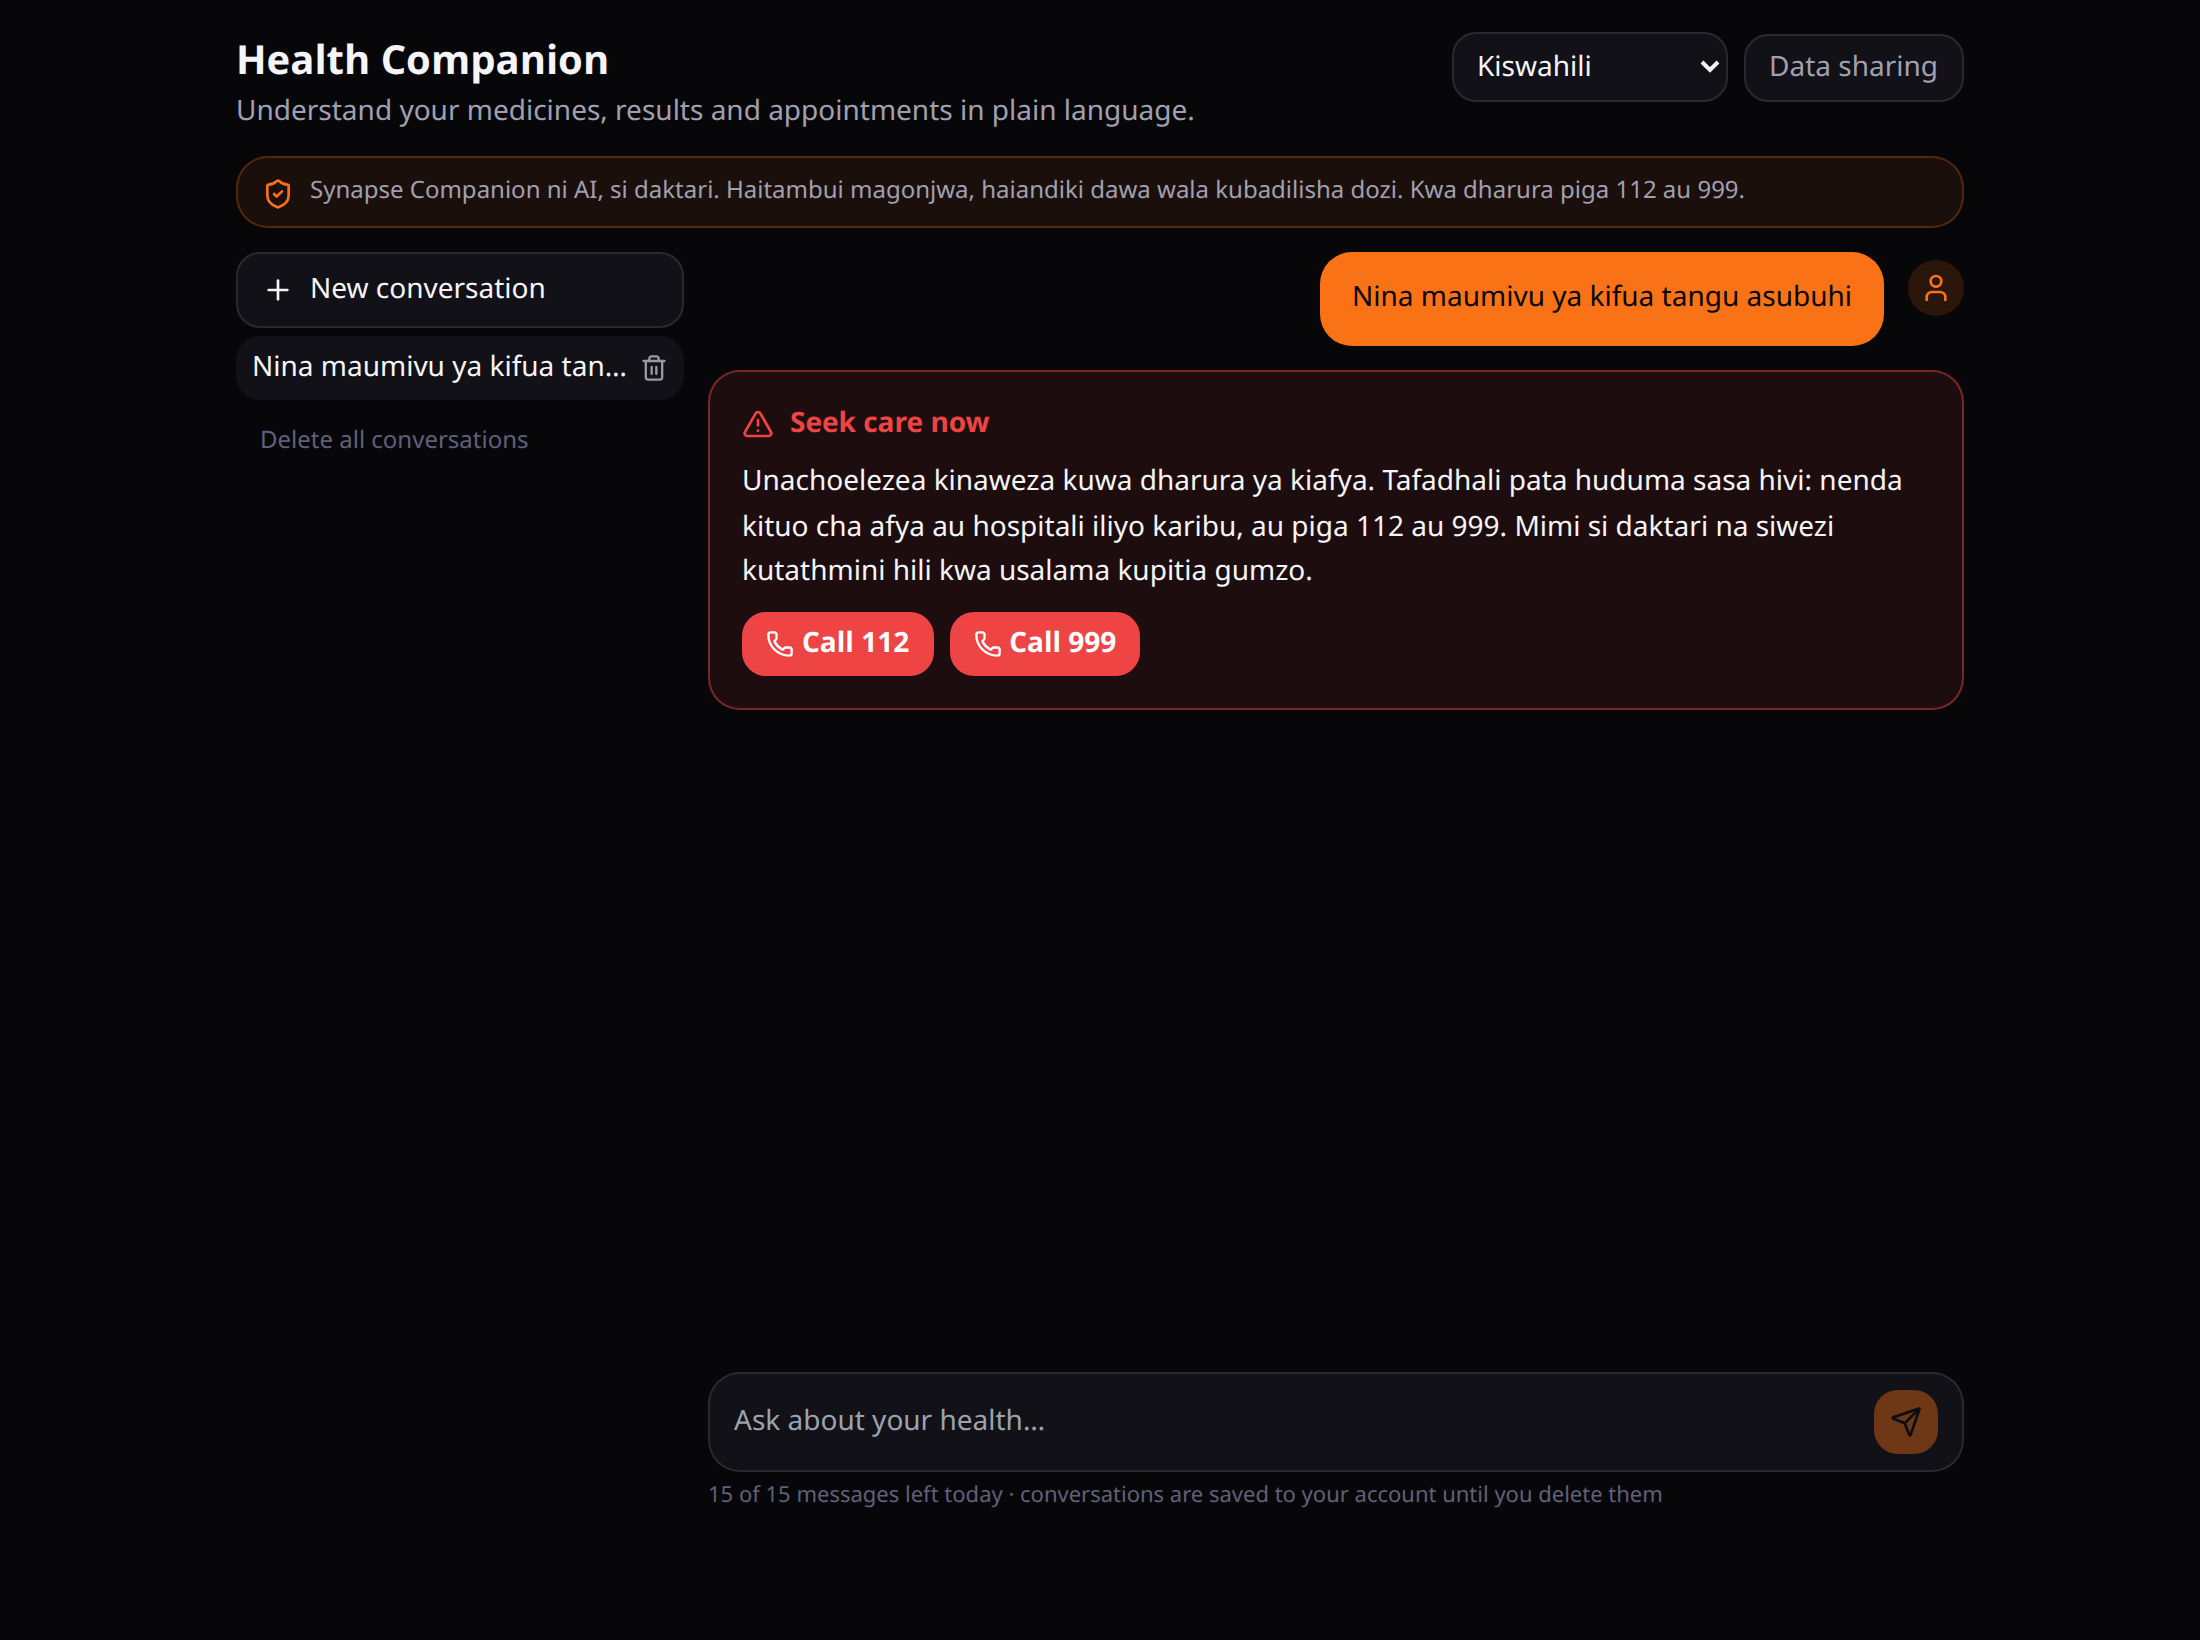 Health Companion
Understand your medicines, results and appointments in plain language.
Kiswahili
Data sharing
Synapse Companion ni AI, si daktari. Haitambui magonjwa, haiandiki dawa wala kubadilisha dozi. Kwa dharura piga 112 au 999.
New conversation
Nina maumivu ya kifua tan...
Delete all conversations
Nina maumivu ya kifua tangu asubuhi
Seek care now
Unachoelezea kinaweza kuwa dharura ya kiafya. Tafadhali pata huduma sasa hivi: nenda
kituo cha afya au hospitali iliyo karibu, au piga 112 au 999. Mimi si daktari na siwezi
kutathmini hili kwa usalama kupitia gumzo.
Call 112
Call 999
Ask about your health...
15 of 15 messages left today · conversations are saved to your account until you delete them